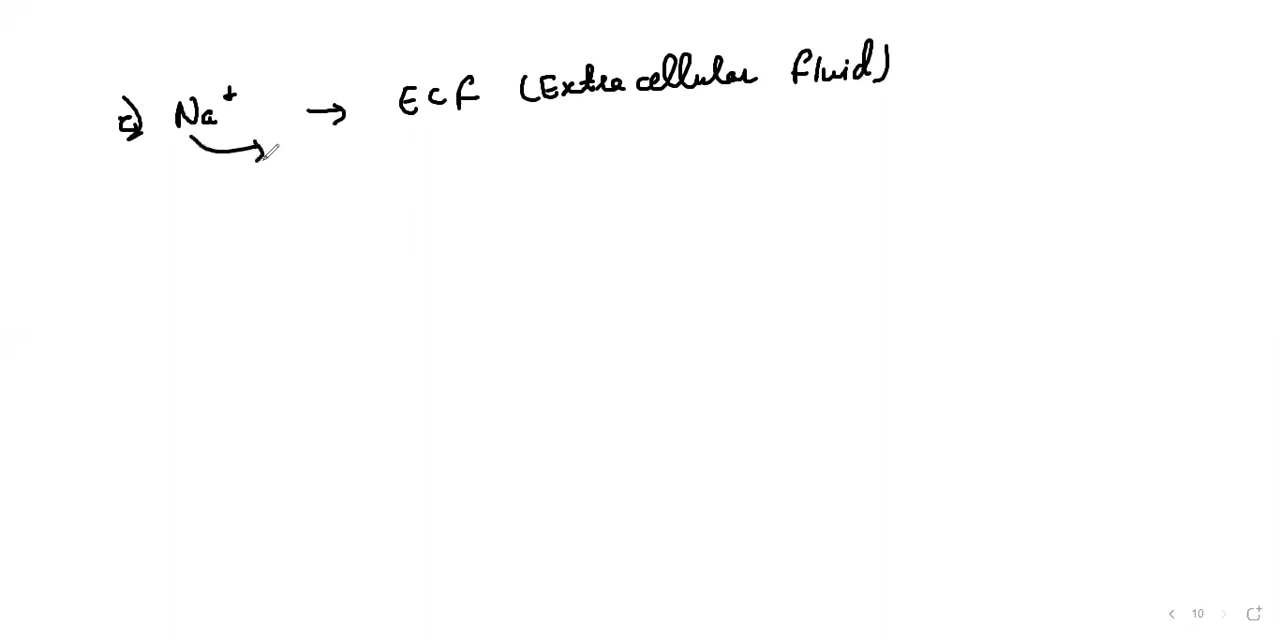 c) Na⁺ → ECF (Extracellular fluid)
10